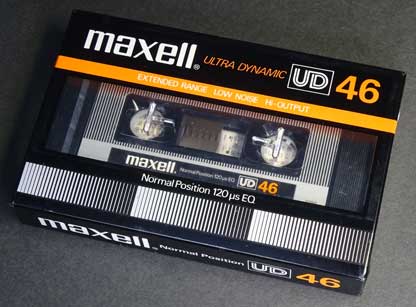 maxell® ULTRA DYNAMIC UD 46
EXTENDED RANGE LOW NOISE Hi-OUTPUT
maxell Normal Position 120 µs EQ UD 46
Normal Position 120 µs EQ
maxell® Normal Position UD 46